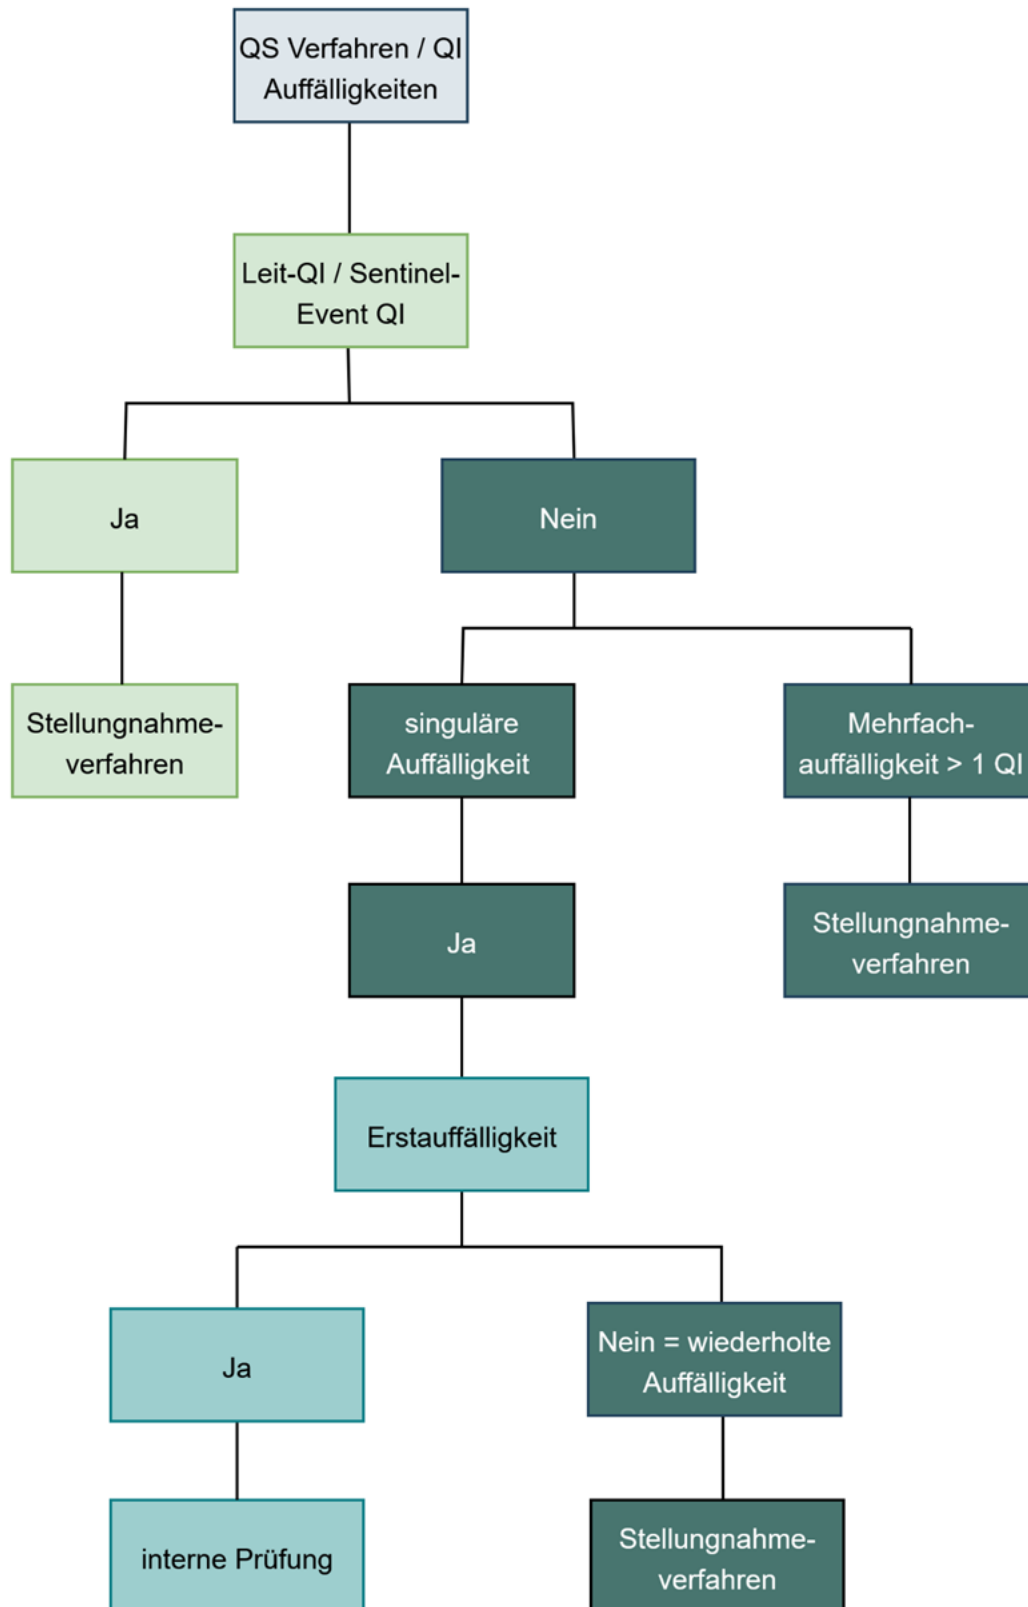 QS Verfahren / QI
Auffälligkeiten
Leit-QI / Sentinel-
Event QI
Ja
Nein
Stellungnahme-
verfahren
singuläre
Auffälligkeit
Mehrfach-
auffälligkeit > 1 QI
Ja
Stellungnahme-
verfahren
Erstauffälligkeit
Ja
Nein = wiederholte
Auffälligkeit
interne Prüfung
Stellungnahme-
verfahren